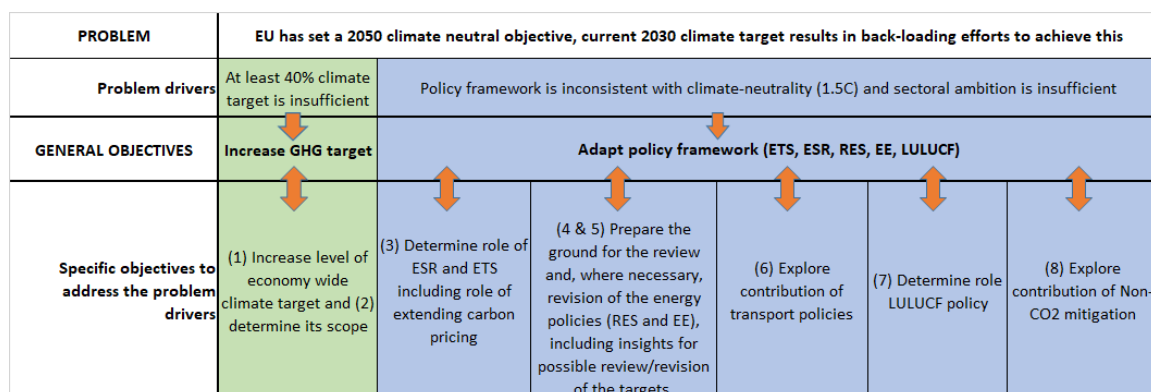 PROBLEM
EU has set a 2050 climate neutral objective, current 2030 climate target results in back-loading efforts to achieve this
Problem drivers
At least 40% climate
target is insufficient
Policy framework is inconsistent with climate-neutrality (1.5C) and sectoral ambition is insufficient
GENERAL OBJECTIVES
Increase GHG target
Adapt policy framework (ETS, ESR, RES, EE, LULUCF)
Specific objectives to
address the problem
drivers
(1) Increase level of
economy wide
climate target and (2)
determine its scope
(3) Determine role of
ESR and ETS
including role of
extending carbon
pricing
(4 & 5) Prepare the
ground for the review
and, where necessary,
revision of the energy
policies (RES and EE),
including insights for
possible review/revision
of the targets
(6) Explore
contribution of
transport policies
(7) Determine role
LULUCF policy
(8) Explore
contribution of Non-
CO2 mitigation